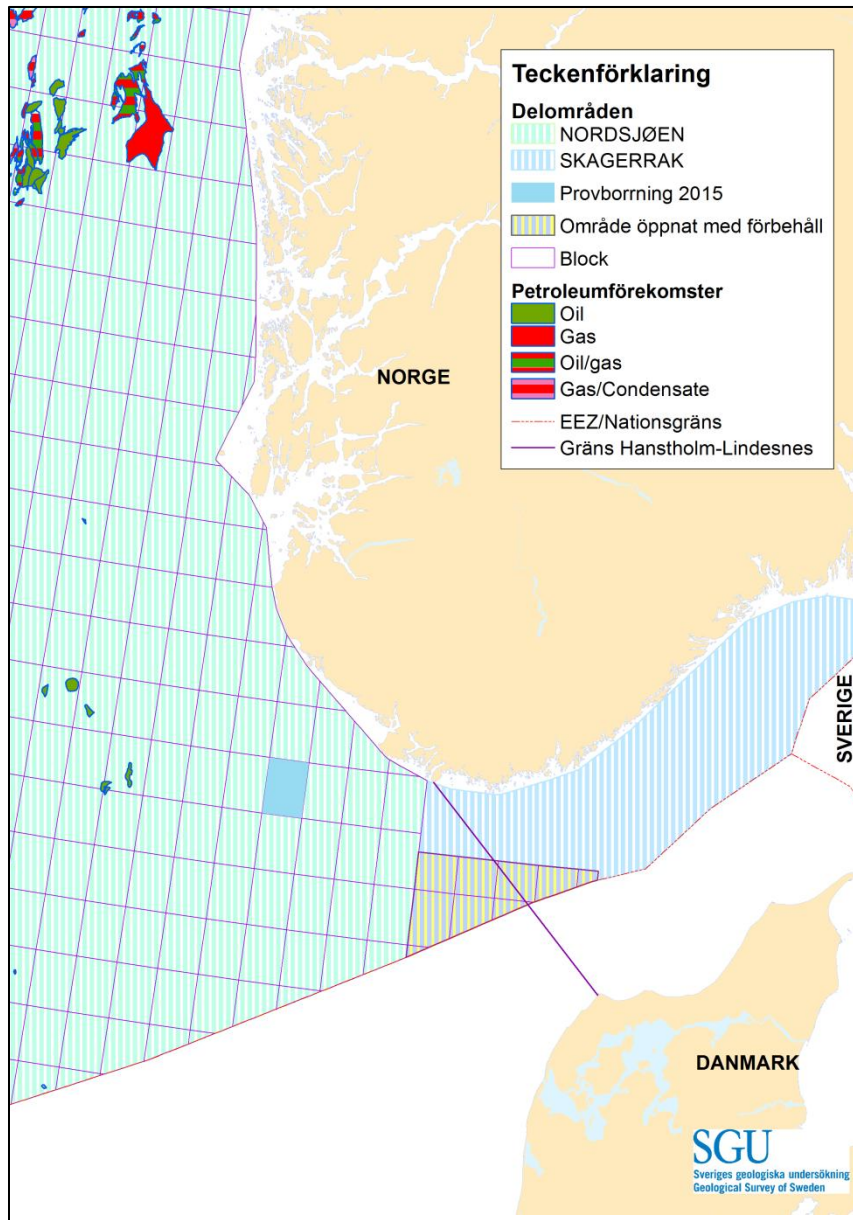 Teckenförklaring
Delområden
NORDSJØEN
SKAGERRAK
Provborrning 2015
Område öppnat med förbehåll
Block
Petroleumförekomster
Oil
Gas
Oil/gas
Gas/Condensate
EEZ/Nationsgräns
Gräns Hanstholm-Lindesnes
NORGE
SVERIGE
DANMARK
SGU
Sveriges geologiska undersökning
Geological Survey of Sweden